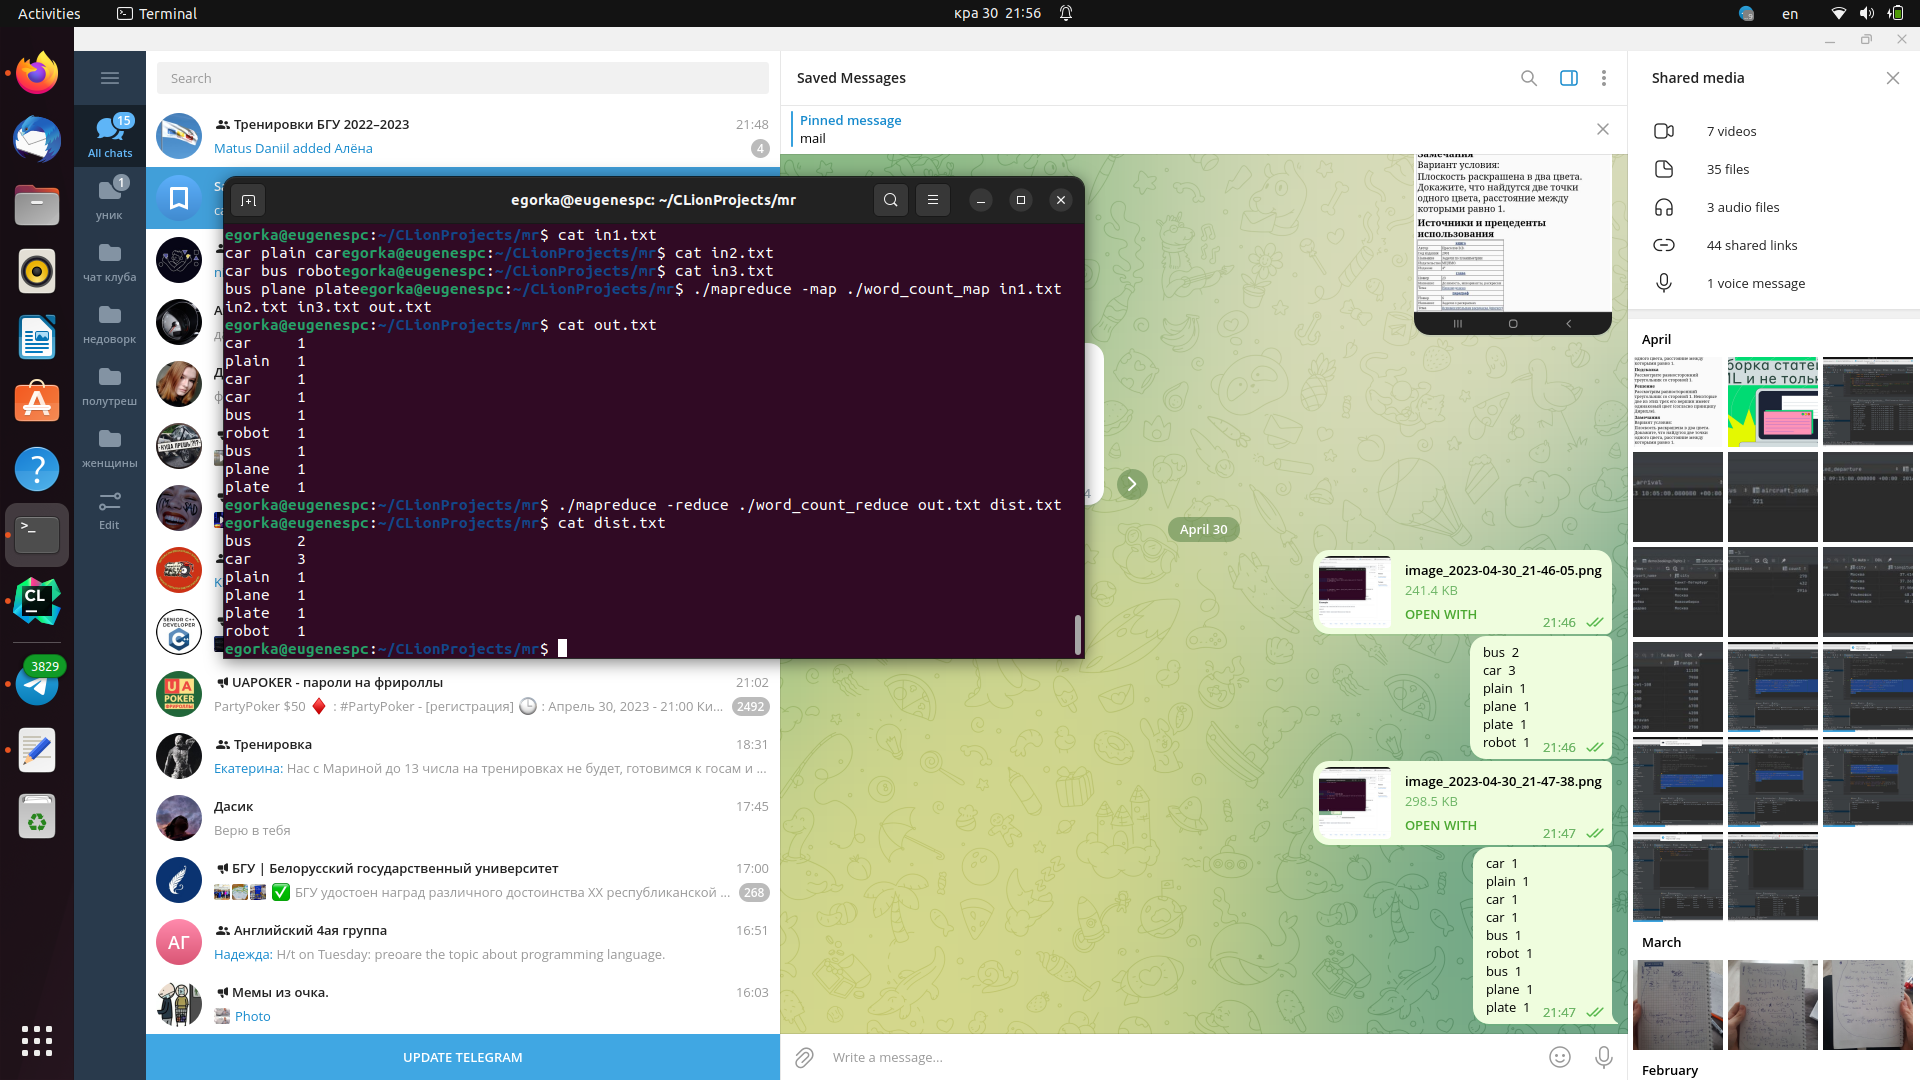 Activities
Terminal
кра 30 21:56
en
Search
15
All chats
1
уник
чат клуба
недоворк
полутреш
женщины
Edit
3829
Тренировки БГУ 2022–2023
21:48
Matus Daniil added Алёна
4
egorka@eugenespc: ~/CLionProjects/mr
egorka@eugenespc:~/CLionProjects/mr$ cat in1.txt
car plain caregorka@eugenespc:~/CLionProjects/mr$ cat in2.txt
car bus robotegorka@eugenespc:~/CLionProjects/mr$ cat in3.txt
bus plane plateegorka@eugenespc:~/CLionProjects/mr$ ./mapreduce -map ./word_count_map in1.txt
in2.txt in3.txt out.txt
egorka@eugenespc:~/CLionProjects/mr$ cat out.txt
car 1
plain 1
car 1
car 1
bus 1
robot 1
bus 1
plane 1
plate 1
egorka@eugenespc:~/CLionProjects/mr$ ./mapreduce -reduce ./word_count_reduce out.txt dist.txt
egorka@eugenespc:~/CLionProjects/mr$ cat dist.txt
bus 2
car 3
plain 1
plane 1
plate 1
robot 1
egorka@eugenespc:~/CLionProjects/mr$
UAPOKER - пароли на фрироллы
21:02
PartyPoker $50 : #PartyPoker - [регистрация] : Апрель 30, 2023 - 21:00 Ки...
2492
Тренировка
18:31
Екатерина: Нас с Мариной до 13 числа на тренировках не будет, готовимся к госам и ...
Дасик
17:45
Верю в тебя
БГУ | Белорусский государственный университет
17:00
БГУ удостоен наград различного достоинства XX республиканской ...
268
АГ
Английский 4ая группа
16:51
Надежда: H/t on Tuesday: preoare the topic about programming language.
Мемы из очка.
16:03
Photo
UPDATE TELEGRAM
Saved Messages
Pinned message
mail
Замечания
Вариант условия:
Плоскость раскрашена в два цвета.
Докажите, что найдутся две точки
одного цвета, расстояние между
которыми равно 1.
Источники и прецеденты
использования
April 30
image_2023-04-30_21-46-05.png
241.4 KB
OPEN WITH
21:46
bus 2
car 3
plain 1
plane 1
plate 1
robot 1
21:46
image_2023-04-30_21-47-38.png
298.5 KB
OPEN WITH
21:47
car 1
plain 1
car 1
car 1
bus 1
robot 1
bus 1
plane 1
plate 1
21:47
Write a message...
Shared media
7 videos
35 files
3 audio files
44 shared links
1 voice message
April
March
February